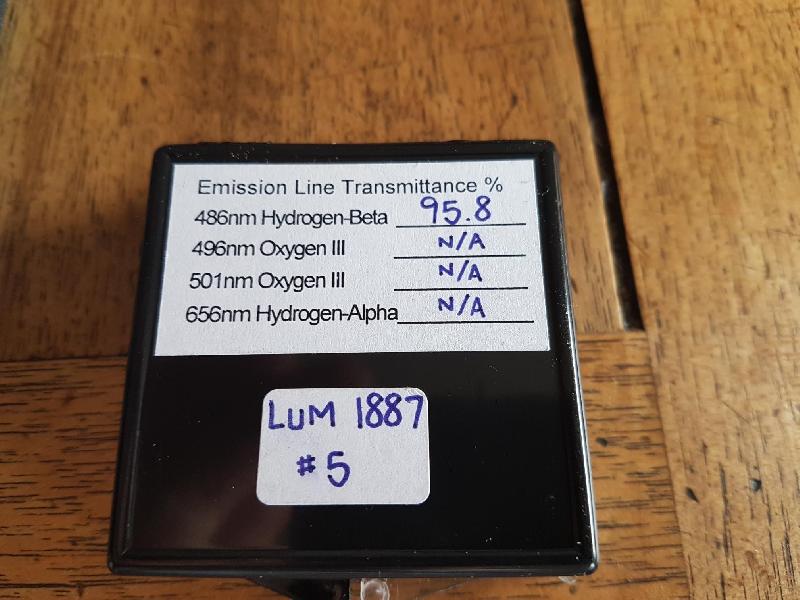 Emission Line Transmittance %
486nm Hydrogen-Beta 95.8
496nm Oxygen III N/A
501nm Oxygen III N/A
656nm Hydrogen-Alpha N/A
LUM 1887
#5